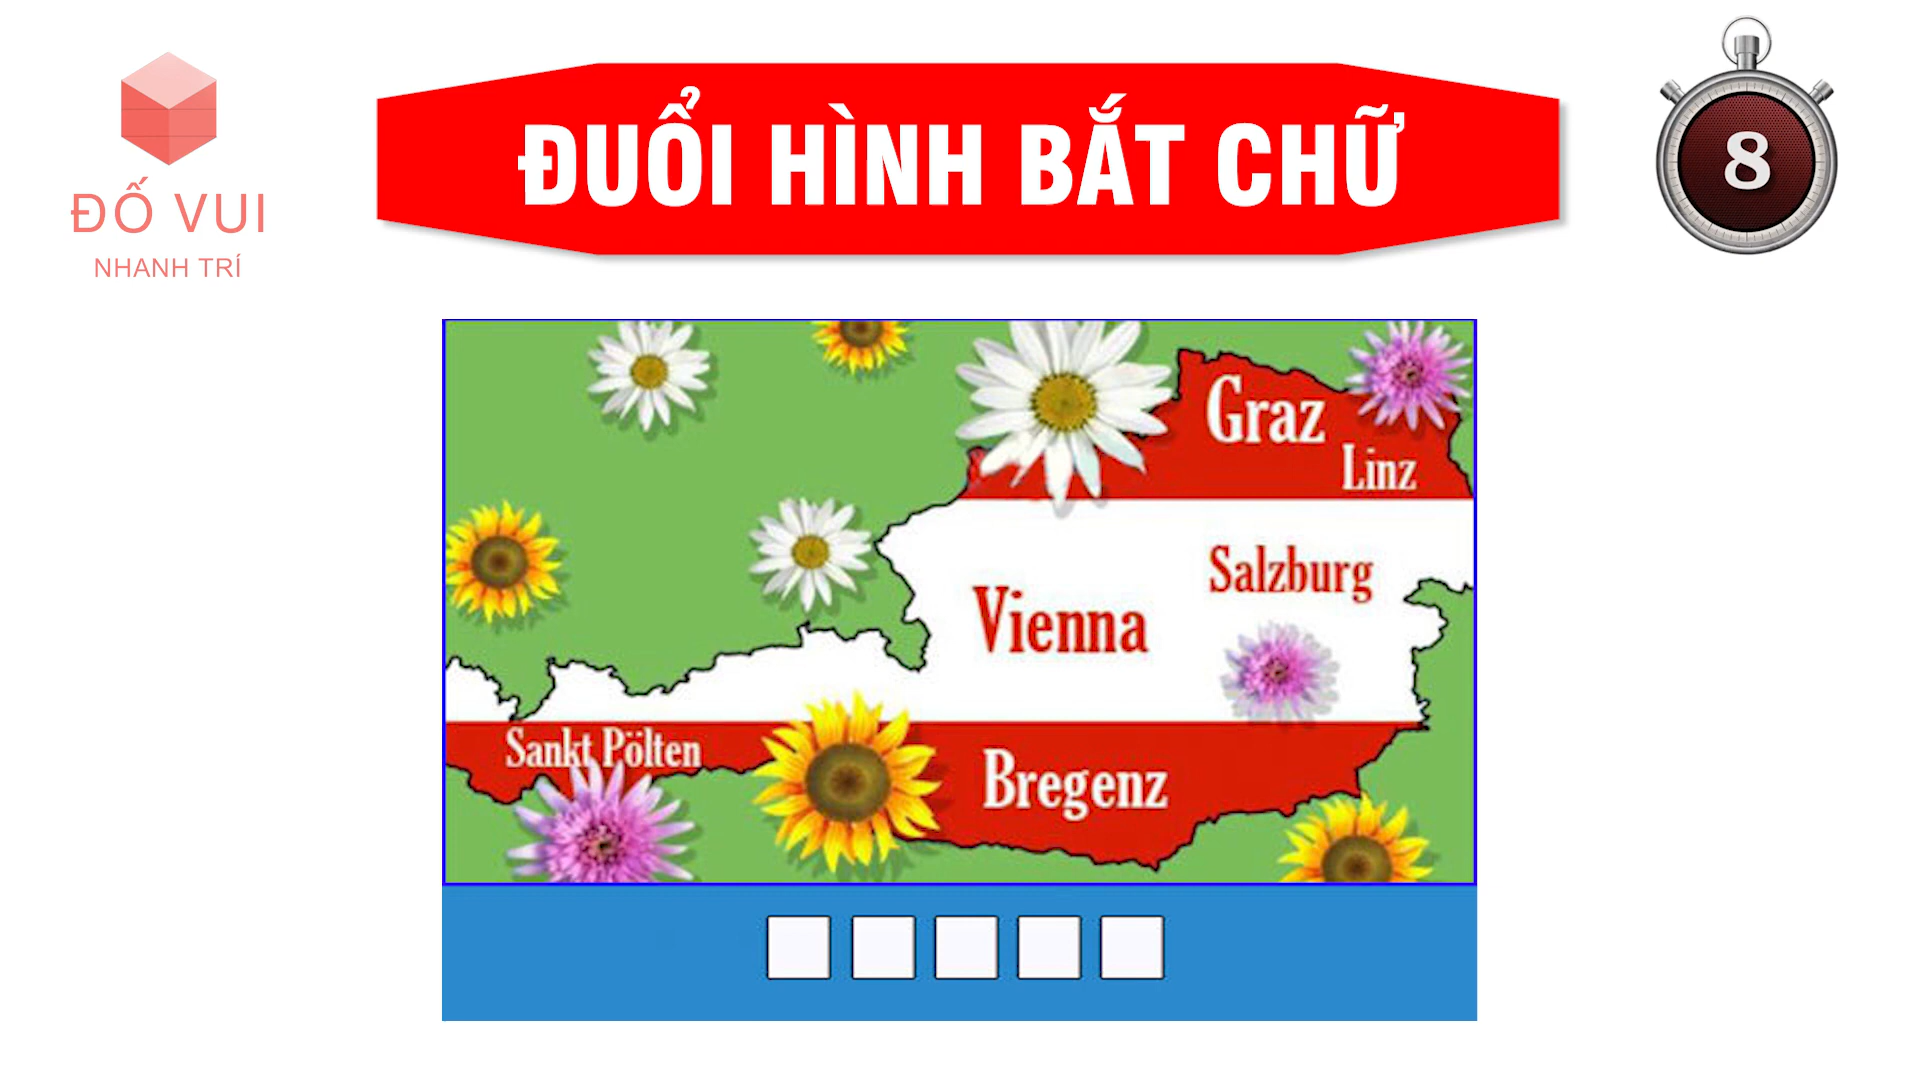 ĐUỔI HÌNH BẮT CHỮ
8
ĐỐ VUI
NHANH TRÍ
Graz
Linz
Salzburg
Vienna
Sankt Pölten
Bregenz